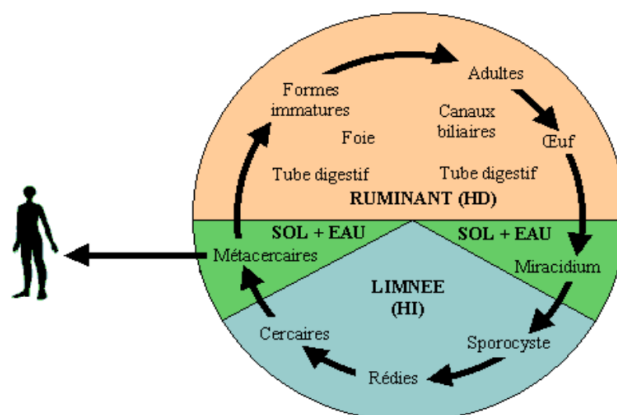 Adultes
Formes
immatures
Canaux
biliaires
Foie
Œuf
Tube digestif
Tube digestif
RUMINANT (HD)
SOL + EAU
SOL + EAU
Métacercaires
Miracidium
LIMNEE
(HI)
Cercaires
Sporocyste
Rédies